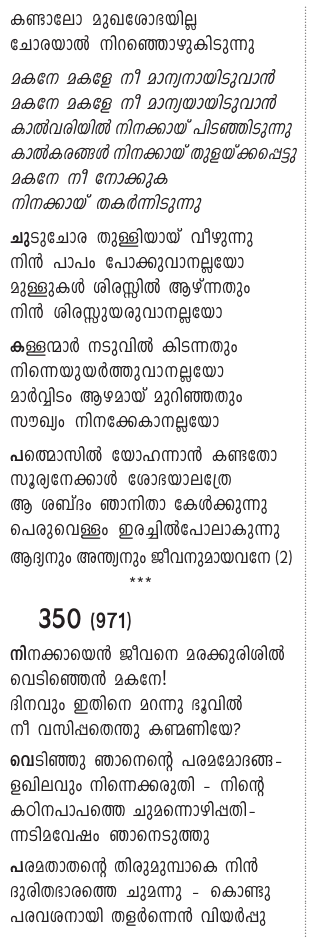 കണ്ടാലോ മുഖശോഭയില്ല
ചോരയാൽ നിറഞ്ഞൊഴുകിടുന്നു
മകനേ മകളേ നീ മാന്യനായിടുവാൻ
മകനേ മകളേ നീ മാന്യയായിടുവാൻ
കാൽവരിയിൽ നിനക്കായ് പിടഞ്ഞിടുന്നു
കാൽകരങ്ങൾ നിനക്കായ് തുളയ്ക്കപ്പെട്ടു
മകനേ നീ നോക്കുക
നിനക്കായ് തകർന്നിടുന്നു
ചുടുചോര തുള്ളിയായ് വീഴുന്നു
നിൻ പാപം പോക്കുവാനല്ലയോ
മുള്ളുകൾ ശിരസ്സിൽ ആഴ്ന്നതും
നിൻ ശിരസ്സുയരുവാനല്ലയോ
കള്ളന്മാർ നടുവിൽ കിടന്നതും
നിന്നെയുയർത്തുവാനല്ലയോ
മാർവ്വിടം ആഴമായ് മുറിഞ്ഞതും
സൗഖ്യം നിനക്കേകാനല്ലയോ
പത്മൊസിൽ യോഹന്നാൻ കണ്ടതോ
സൂര്യനേക്കാൾ ശോഭയാലത്രേ
ആ ശബ്ദം ഞാനിതാ കേൾക്കുന്നു
പെരുവെള്ളം ഇരച്ചിൽപോലാകുന്നു
ആദ്യനും അന്ത്യനും ജീവനുമായവനേ (2)
***
350 (971)
നിനക്കായെൻ ജീവനെ മരക്കുരിശിൽ
വെടിഞ്ഞെൻ മകനേ!
ദിനവും ഇതിനെ മറന്നു ഭൂവിൽ
നീ വസിപ്പതെന്തു കണ്മണിയേ?
വെടിഞ്ഞു ഞാനെന്റെ പരമമോദങ്ങ-
ളഖിലവും നിന്നെക്കരുതി - നിന്റെ
കഠിനപാപത്തെ ചുമന്നൊഴിപ്പതി-
ന്നടിമവേഷം ഞാനെടുത്തു
പരമതാതന്റെ തിരുമുമ്പാകെ നിൻ
ദുരിതഭാരത്തെ ചുമന്നു - കൊണ്ടു
പരവശനായി തളർന്നെൻ വിയർപ്പു